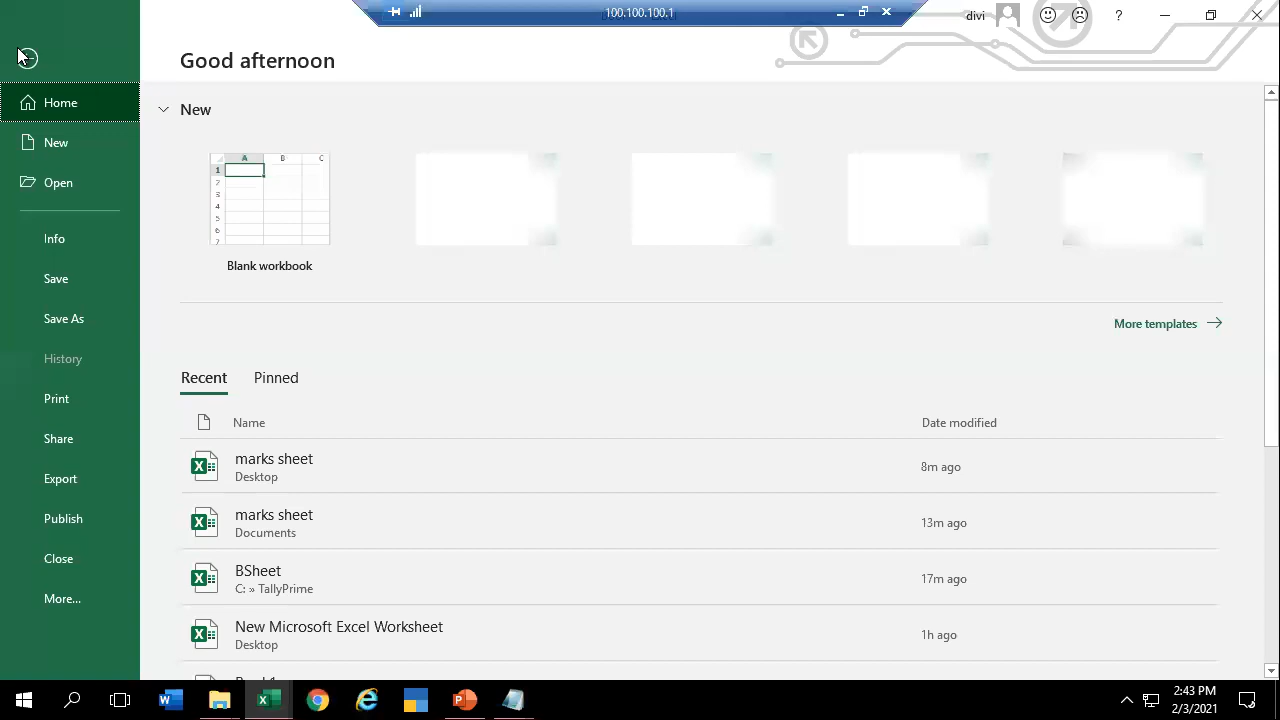 100.100.100.1
divi
?
Good afternoon
Home
New
Open
Info
Save
Save As
History
Print
Share
Export
Publish
Close
More...
New
A B C
1
2
3
4
5
6
7
Blank workbook
More templates
Recent Pinned
Name Date modified
marks sheet
Desktop
8m ago
marks sheet
Documents
13m ago
BSheet
C: » TallyPrime
17m ago
New Microsoft Excel Worksheet
Desktop
1h ago
2:43 PM
2/3/2021